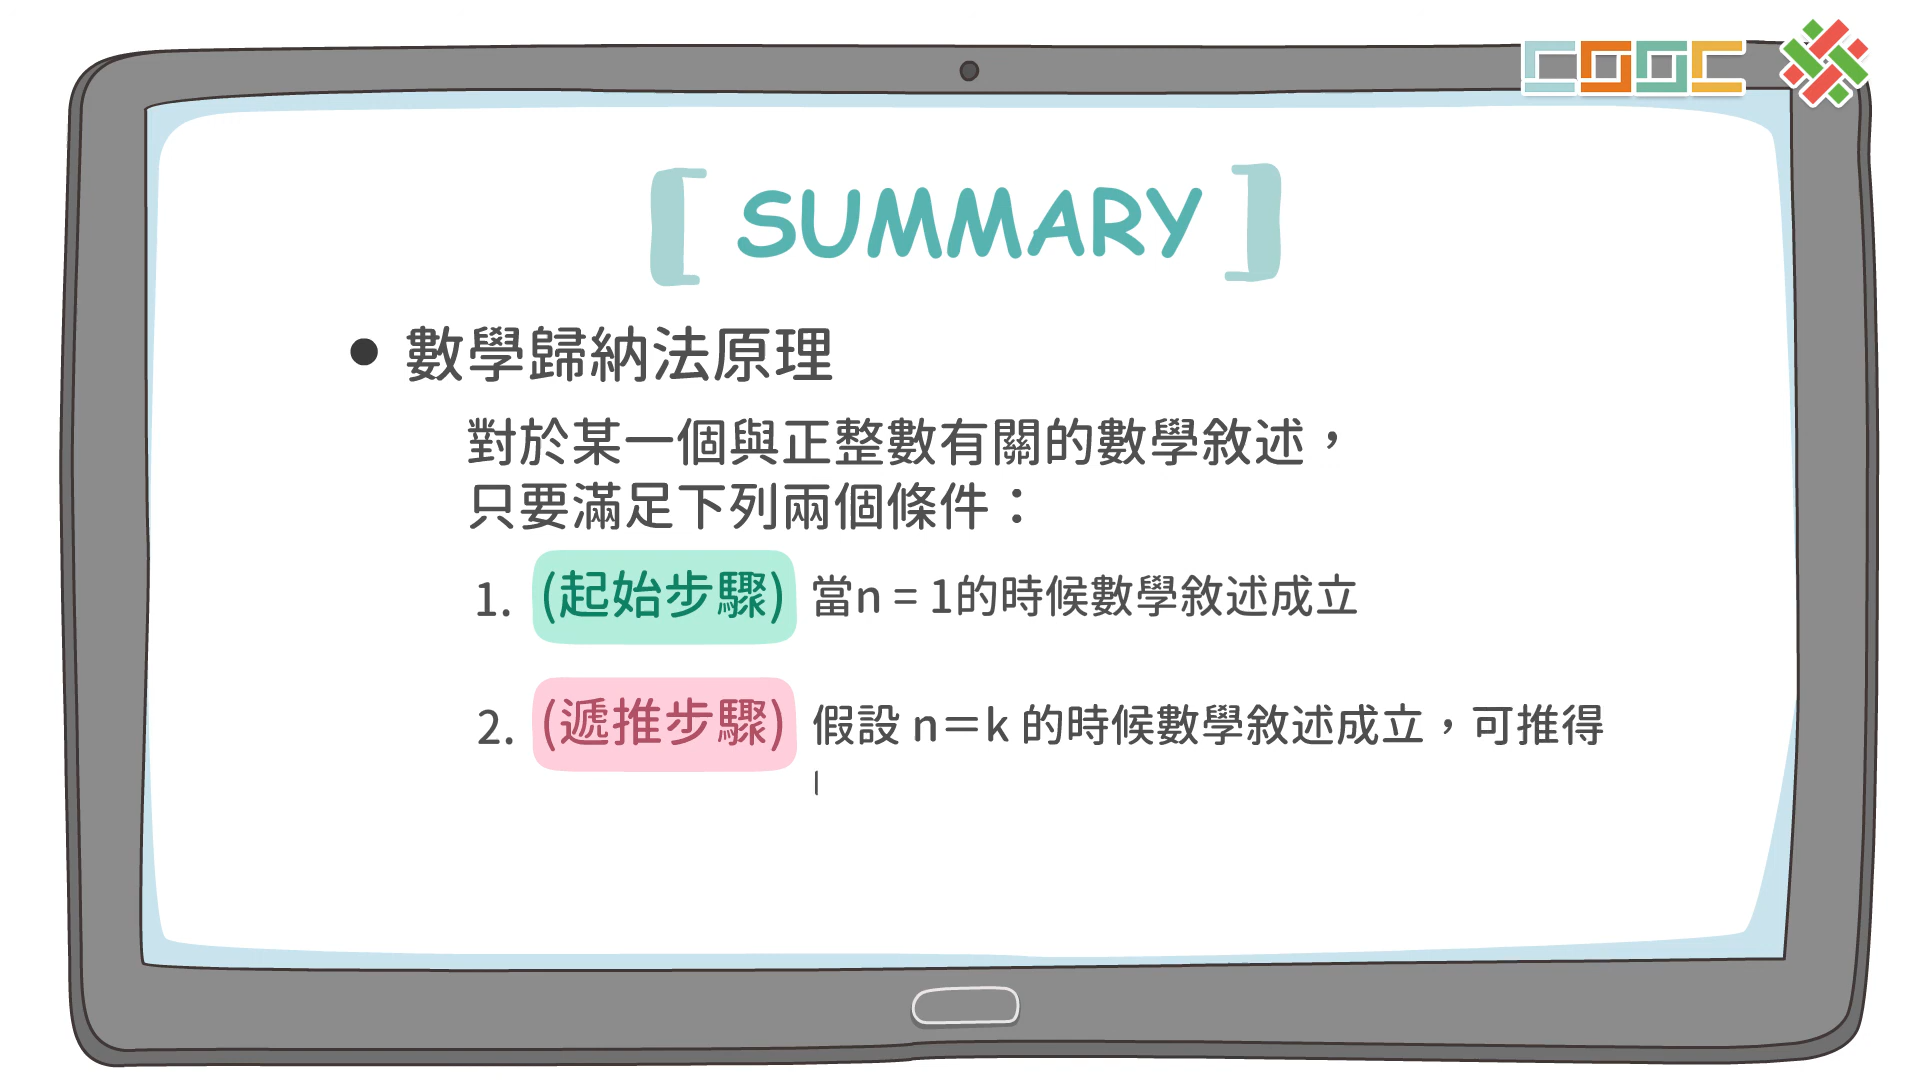 COOC
[ SUMMARY ]
● 數學歸納法原理
對於某一個與正整數有關的數學敘述，
只要滿足下列兩個條件：
1. (起始步驟) 當n = 1的時候數學敘述成立
2. (遞推步驟) 假設 n＝k 的時候數學敘述成立，可推得